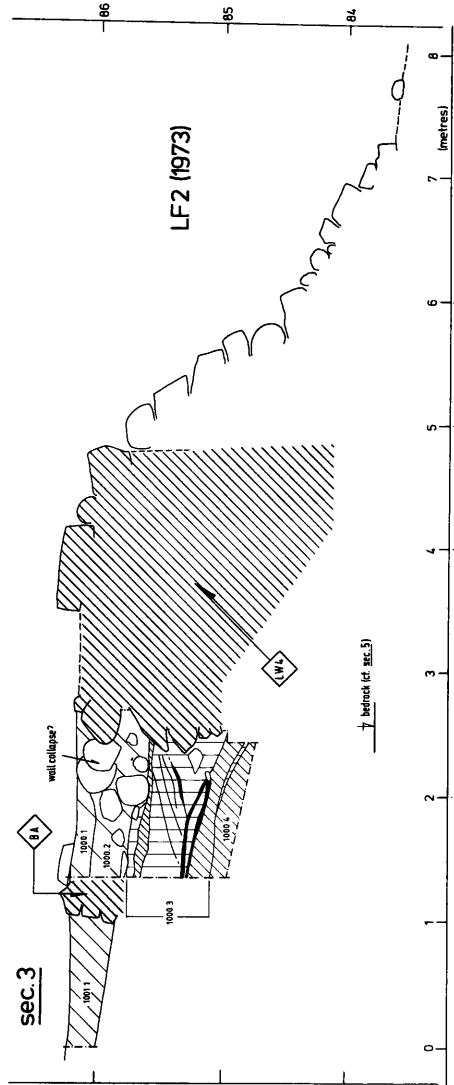 sec.3
LF2 (1973)
BA
wall collapse?
1001 1
1000 1
1000 2
1000 3
1000 4
LW4
bedrock (cf. sec.5)
86
85
84
0
1
2
3
4
5
6
7
8
(metres)